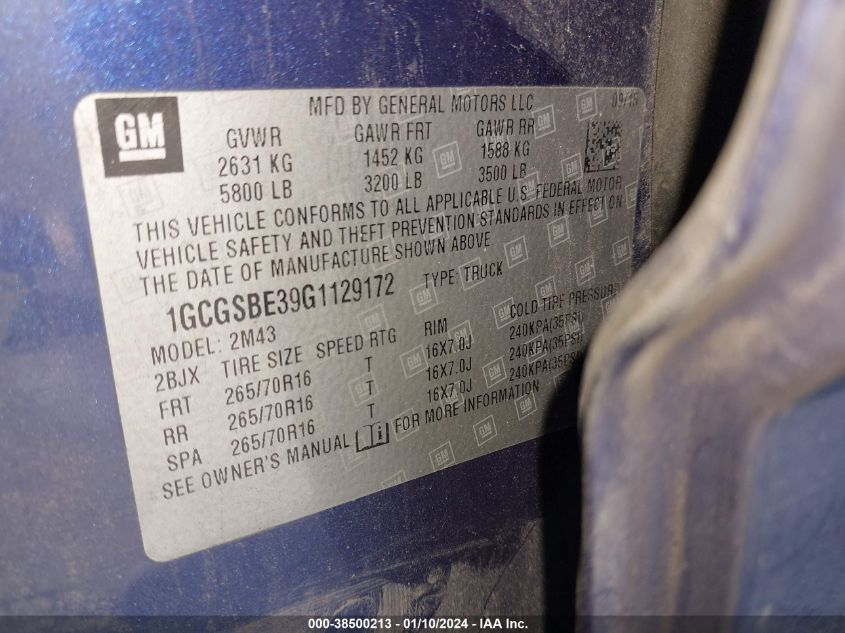 GM
MFD BY GENERAL MOTORS LLC
GVWR GAWR FRT GAWR RR
2631 KG 1452 KG 1588 KG
5800 LB 3200 LB 3500 LB
THIS VEHICLE CONFORMS TO ALL APPLICABLE U.S. FEDERAL MOTOR
VEHICLE SAFETY AND THEFT PREVENTION STANDARDS IN EFFECT ON
THE DATE OF MANUFACTURE SHOWN ABOVE
1GCGSBE39G1129172 TYPE: TRUCK
MODEL: 2M43
2BJX TIRE SIZE SPEED RTG RIM COLD TIRE PRESSUR
FRT 265/70R16 T 16X7.0J 240KPA(35PSI)
RR 265/70R16 T 16X7.0J 240KPA(35PSI)
SPA 265/70R16 T 16X7.0J 240KPA(35PSI
SEE OWNER'S MANUAL FOR MORE INFORMATION
000-38500213 - 01/10/2024 - IAA Inc.